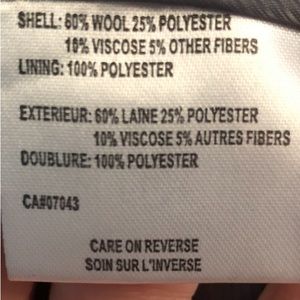 SHELL: 60% WOOL 25% POLYESTER
10% VISCOSE 5% OTHER FIBERS
LINING: 100% POLYESTER
EXTERIEUR: 60% LAINE 25% POLYESTER
10% VISCOSE 5% AUTRES FIBERS
DOUBLURE: 100% POLYESTER
CA#07043
CARE ON REVERSE
SOIN SUR L'INVERSE